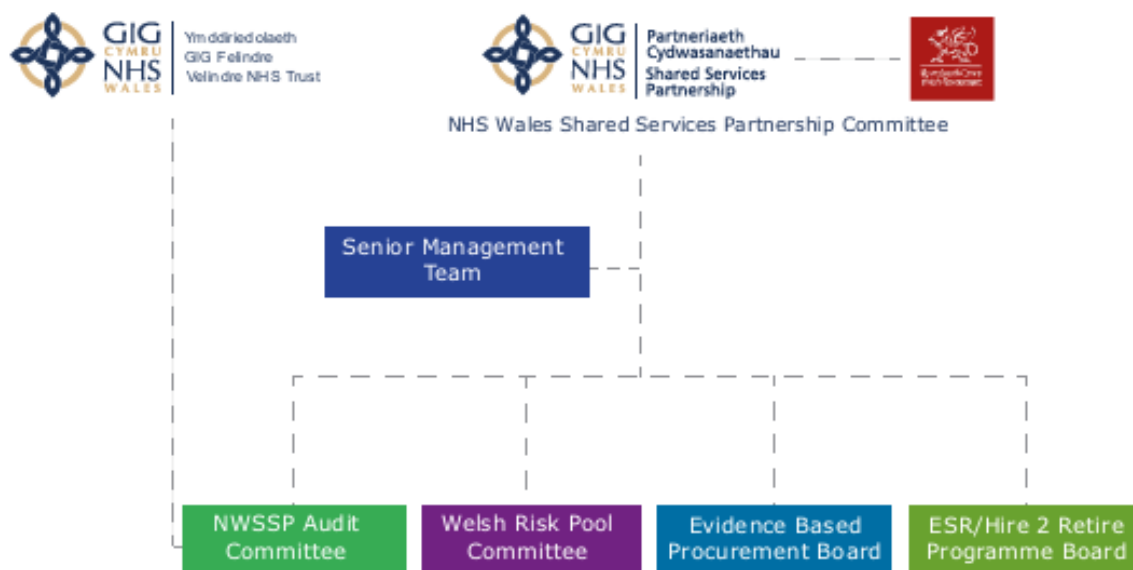 GIG
CYMRU
NHS
WALES
Ymddiriedolaeth
GIG Felindre
Velindre NHS Trust
GIG
CYMRU
NHS
WALES
Partneriaeth
Cydwasanaethau
Shared Services
Partnership
NHS Wales Shared Services Partnership Committee
Senior Management
Team
NWSSP Audit
Committee
Welsh Risk Pool
Committee
Evidence Based
Procurement Board
ESR/Hire 2 Retire
Programme Board